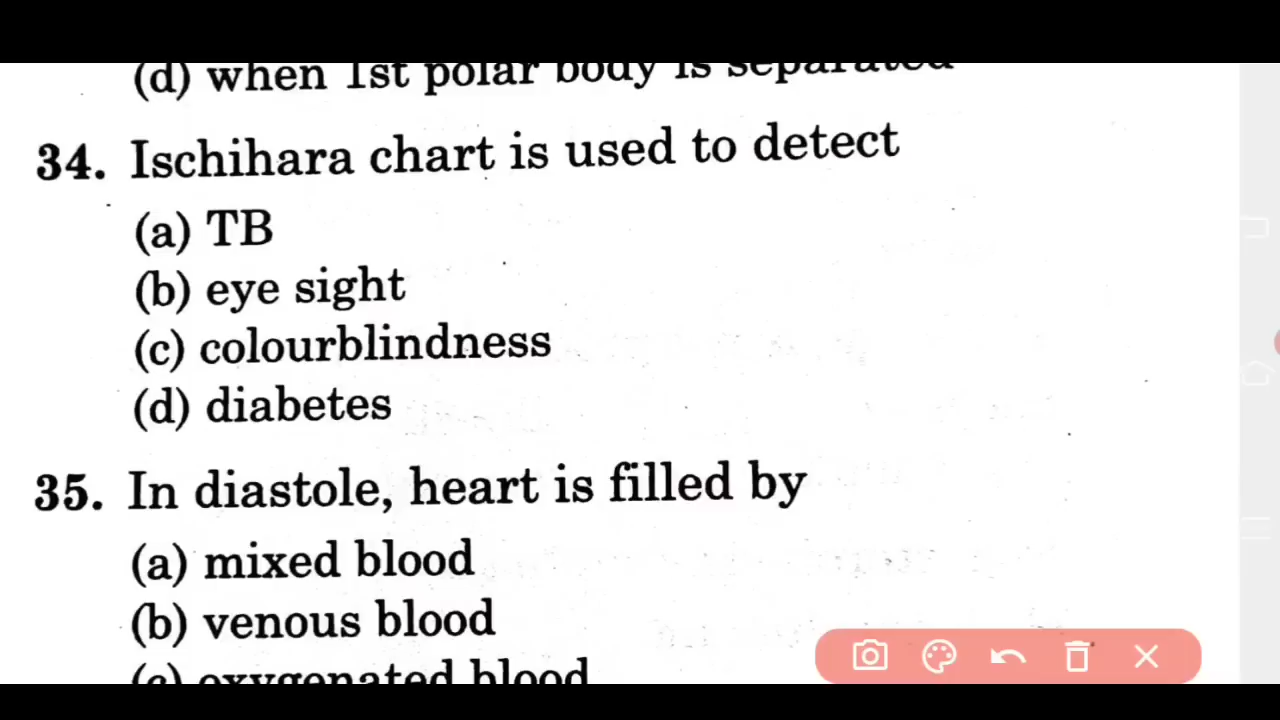 (d) when 1st polar body is separated
34. Ischihara chart is used to detect
(a) TB
(b) eye sight
(c) colourblindness
(d) diabetes
35. In diastole, heart is filled by
(a) mixed blood
(b) venous blood
(c) oxygenated blood